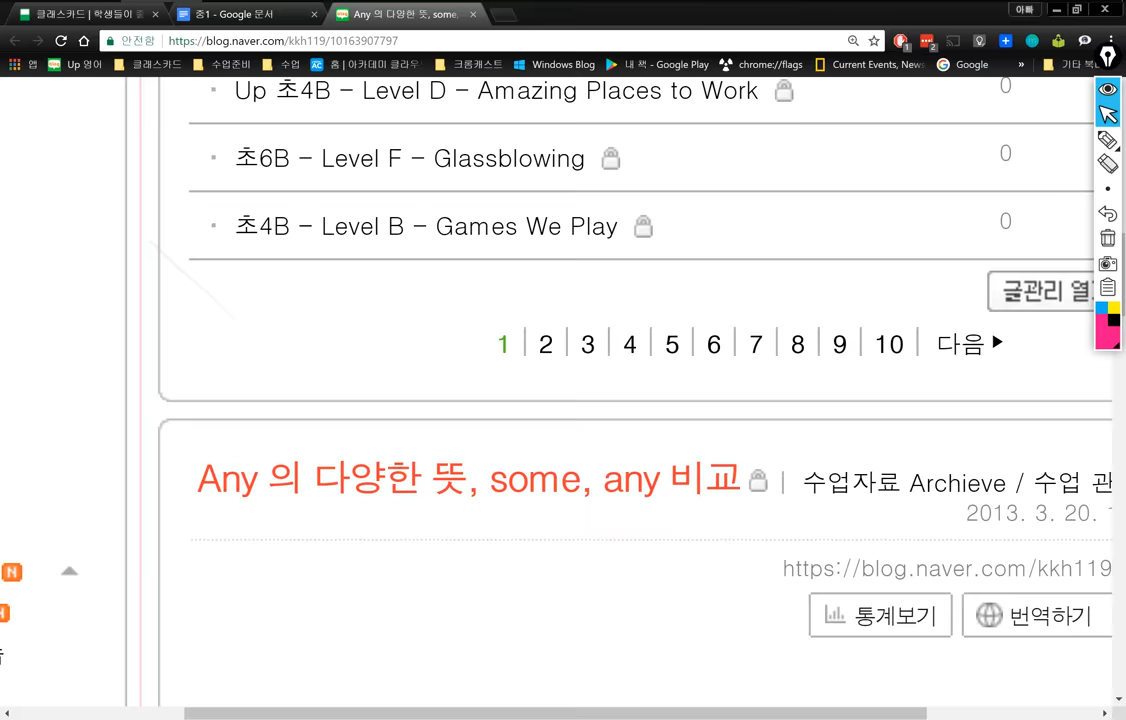 클래스카드 | 학생들이 좋
중1 - Google 문서
Any 의 다양한 뜻, some,
아빠
안전함 | https://blog.naver.com/kkh119/10163907797
앱 Up 영어 클래스카드 수업준비 수업 홈 | 아카데미 클라우 크롬캐스트 Windows Blog 내 책 - Google Play chrome://flags Current Events, News Google » 기타 북
Up 초4B – Level D – Amazing Places to Work 0
초6B – Level F – Glassblowing 0
초4B – Level B – Games We Play 0
글관리 열
1 | 2 | 3 | 4 | 5 | 6 | 7 | 8 | 9 | 10 | 다음
Any 의 다양한 뜻, some, any 비교 | 수업자료 Archieve / 수업 관
2013. 3. 20. 1
https://blog.naver.com/kkh119
N
통계보기 번역하기